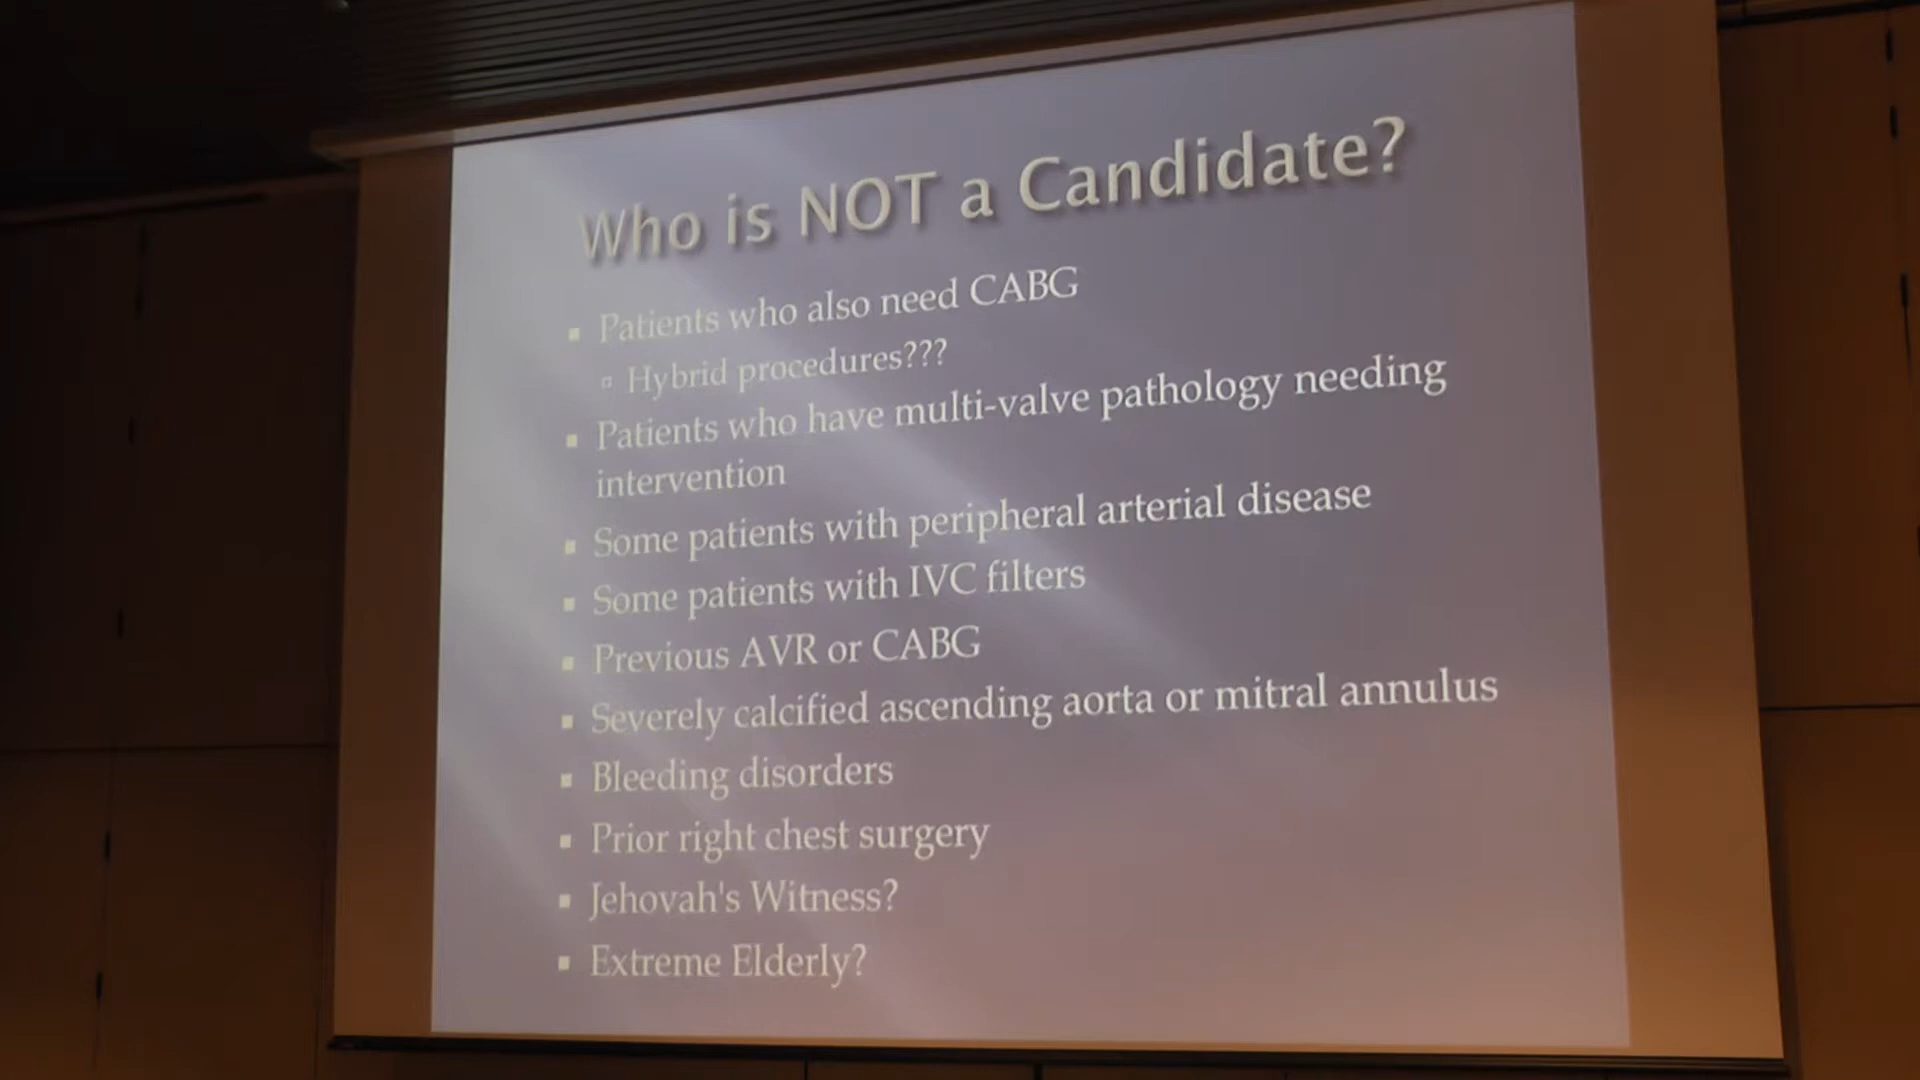 Who is NOT a Candidate?
Patients who also need CABG
Hybrid procedures???
Patients who have multi-valve pathology needing
intervention
Some patients with peripheral arterial disease
Some patients with IVC filters
Previous AVR or CABG
Severely calcified ascending aorta or mitral annulus
Bleeding disorders
Prior right chest surgery
Jehovah's Witness?
Extreme Elderly?